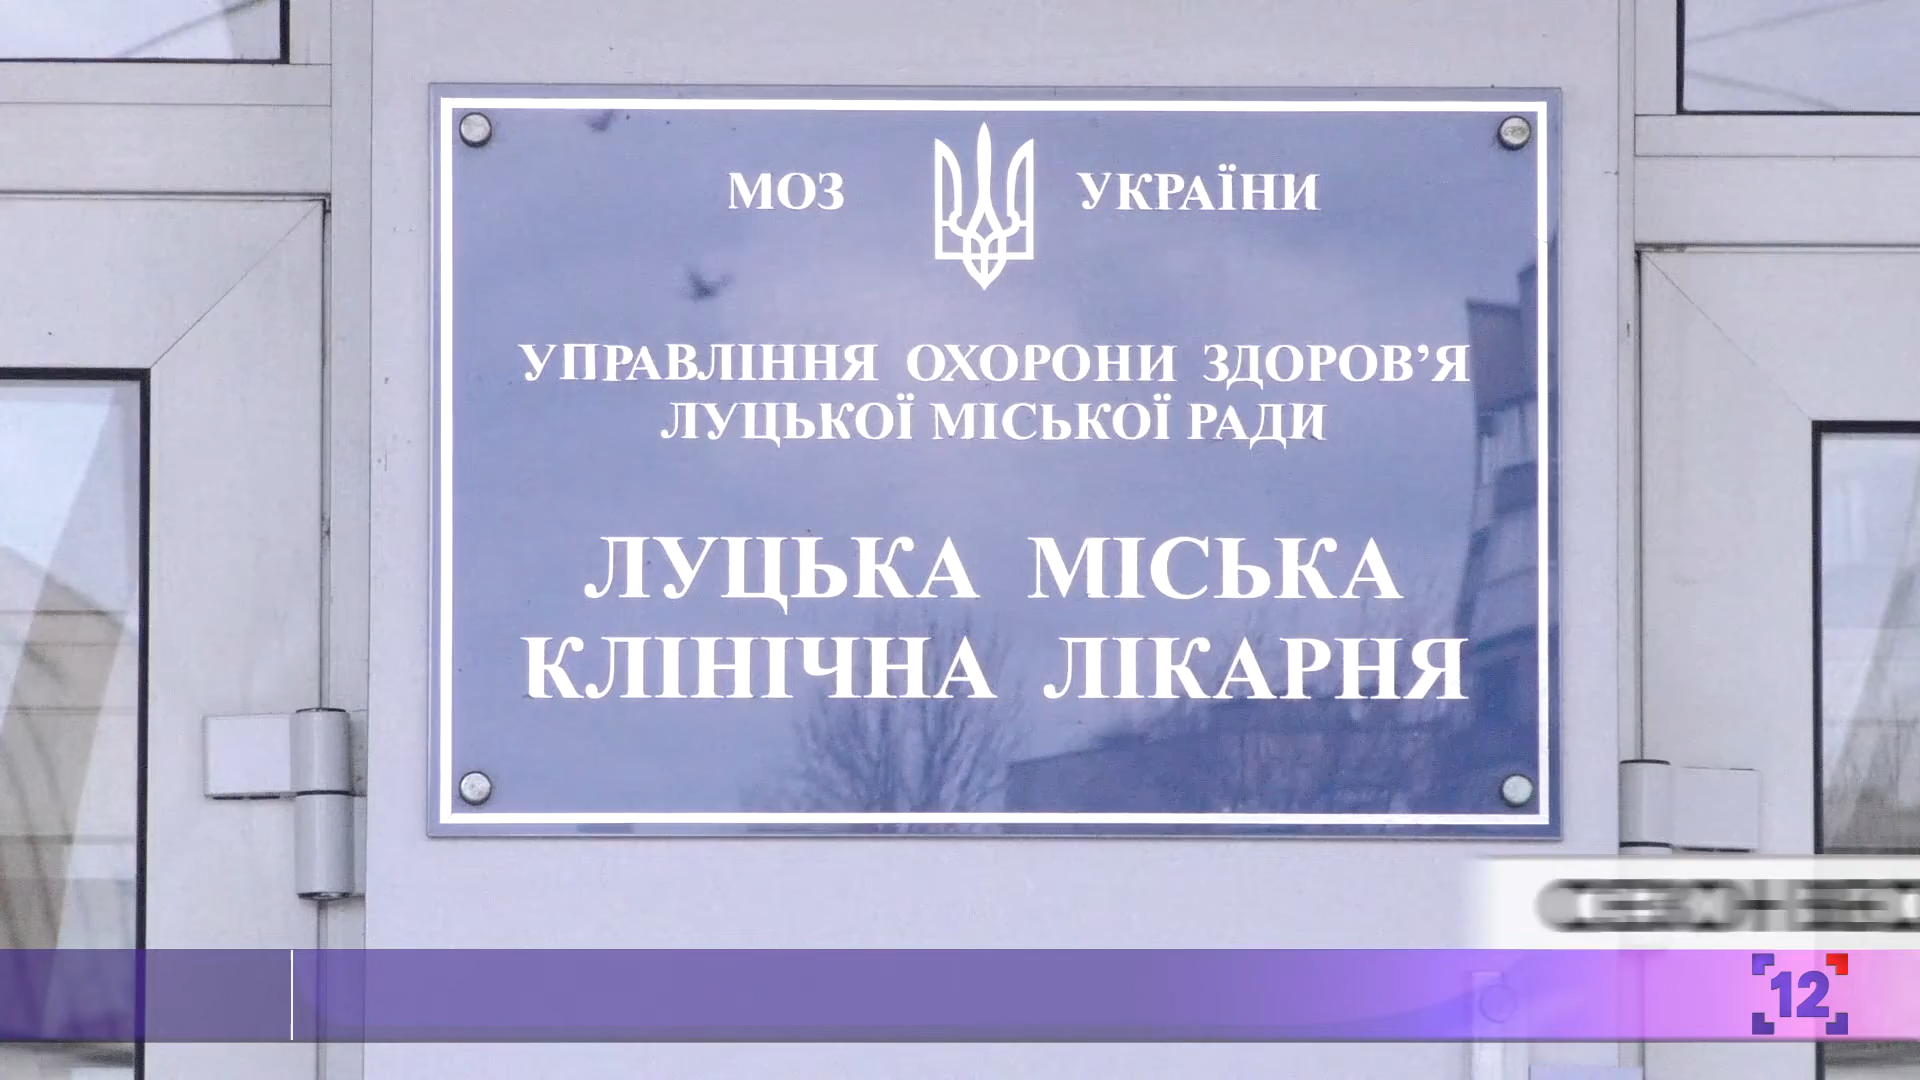 МОЗ УКРАЇНИ
УПРАВЛІННЯ ОХОРОНИ ЗДОРОВ’Я
ЛУЦЬКОЇ МІСЬКОЇ РАДИ
ЛУЦЬКА МІСЬКА
КЛІНІЧНА ЛІКАРНЯ
12